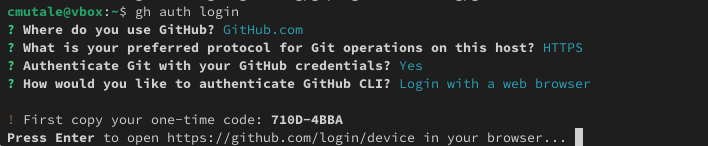 cmutale@vbox:~$ gh auth login
? Where do you use GitHub? GitHub.com
? What is your preferred protocol for Git operations on this host? HTTPS
? Authenticate Git with your GitHub credentials? Yes
? How would you like to authenticate GitHub CLI? Login with a web browser
! First copy your one-time code: 710D-4BBA
Press Enter to open https://github.com/login/device in your browser...